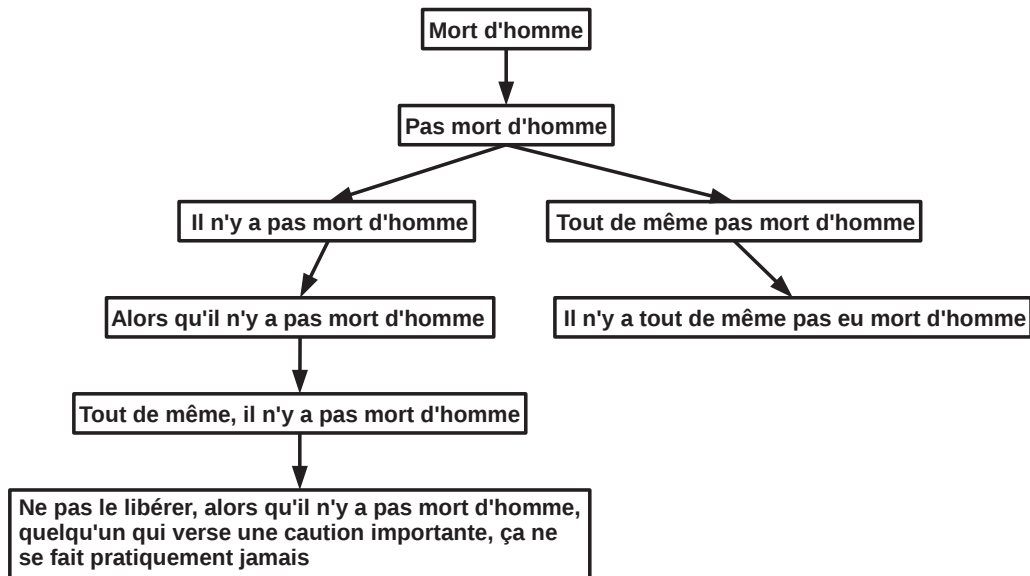 Mort d'homme
Pas mort d'homme
Il n'y a pas mort d'homme
Tout de même pas mort d'homme
Alors qu'il n'y a pas mort d'homme
Il n'y a tout de même pas eu mort d'homme
Tout de même, il n'y a pas mort d'homme
Ne pas le libérer, alors qu'il n'y a pas mort d'homme,
quelqu'un qui verse une caution importante, ça ne
se fait pratiquement jamais